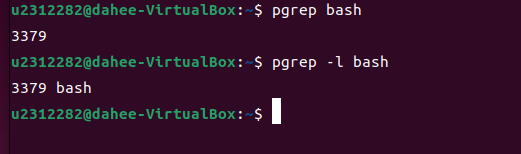 u2312282@dahee-VirtualBox:~$ pgrep bash
3379
u2312282@dahee-VirtualBox:~$ pgrep -l bash
3379 bash
u2312282@dahee-VirtualBox:~$